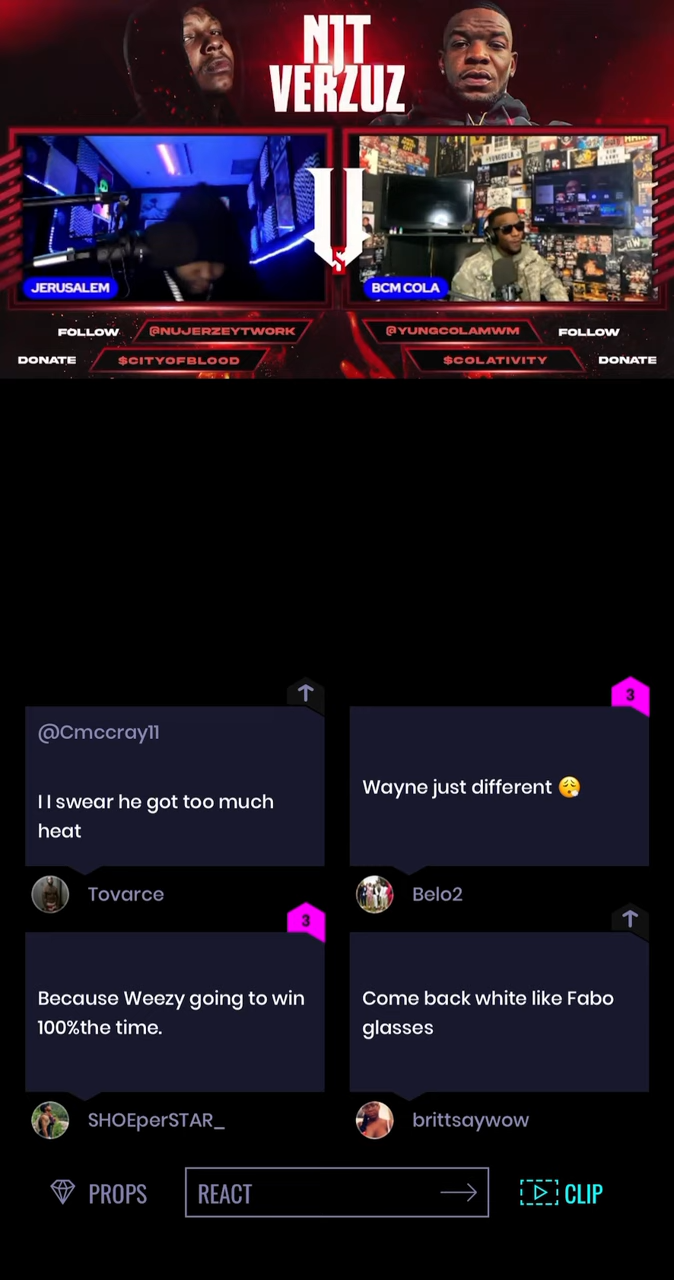 NJT
VERZUZ
JERUSALEM
BCM COLA
FOLLOW
@NUJERZEYTWORK
@YUNGCOLAMWM
FOLLOW
DONATE
$CITYOFBLOOD
$COLATIVITY
DONATE
@Cmccray11
I I swear he got too much
heat
Tovarce
3
Wayne just different 😮‍💨
Belo2
3
Because Weezy going to win
100%the time.
SHOEperSTAR_
Come back white like Fabo
glasses
brittsaywow
PROPS
REACT
CLIP